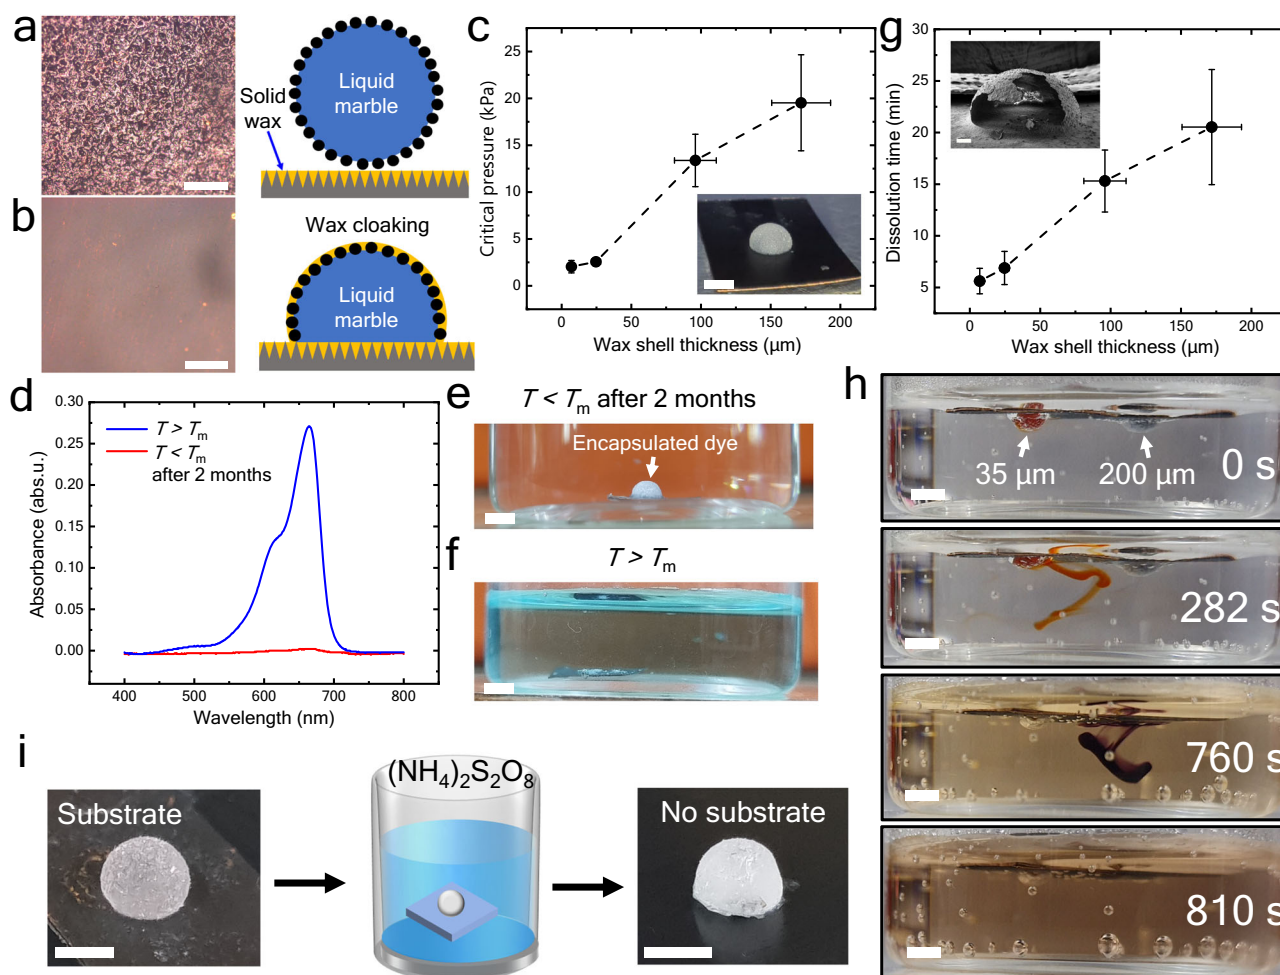 a
Solid
wax
Liquid
marble
b
Wax cloaking
Liquid
marble
c
Critical pressure (kPa)
25
20
15
10
5
0
0 50 100 150 200
Wax shell thickness (µm)
g
Dissolution time (min)
30
25
20
15
10
5
0 50 100 150 200
Wax shell thickness (µm)
d
Absorbance (abs.u.)
0.30
0.25
0.20
0.15
0.10
0.05
0.00
T > Tm
T < Tm
after 2 months
400 500 600 700 800
Wavelength (nm)
e
T < Tm after 2 months
Encapsulated dye
f
T > Tm
h
35 µm
200 µm
0 s
282 s
760 s
810 s
i
Substrate
(NH4)2S2O8
No substrate